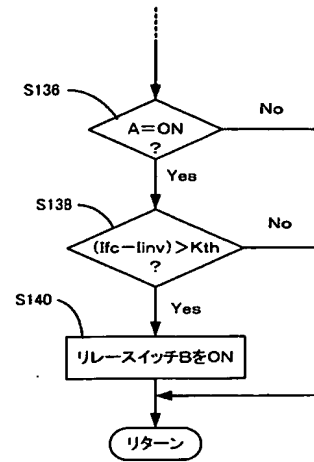 S136
A=ON
?
No
Yes
S138
(Ifc-Iinv)>Kth
?
No
Yes
S140
リレースイッチBをON
リターン